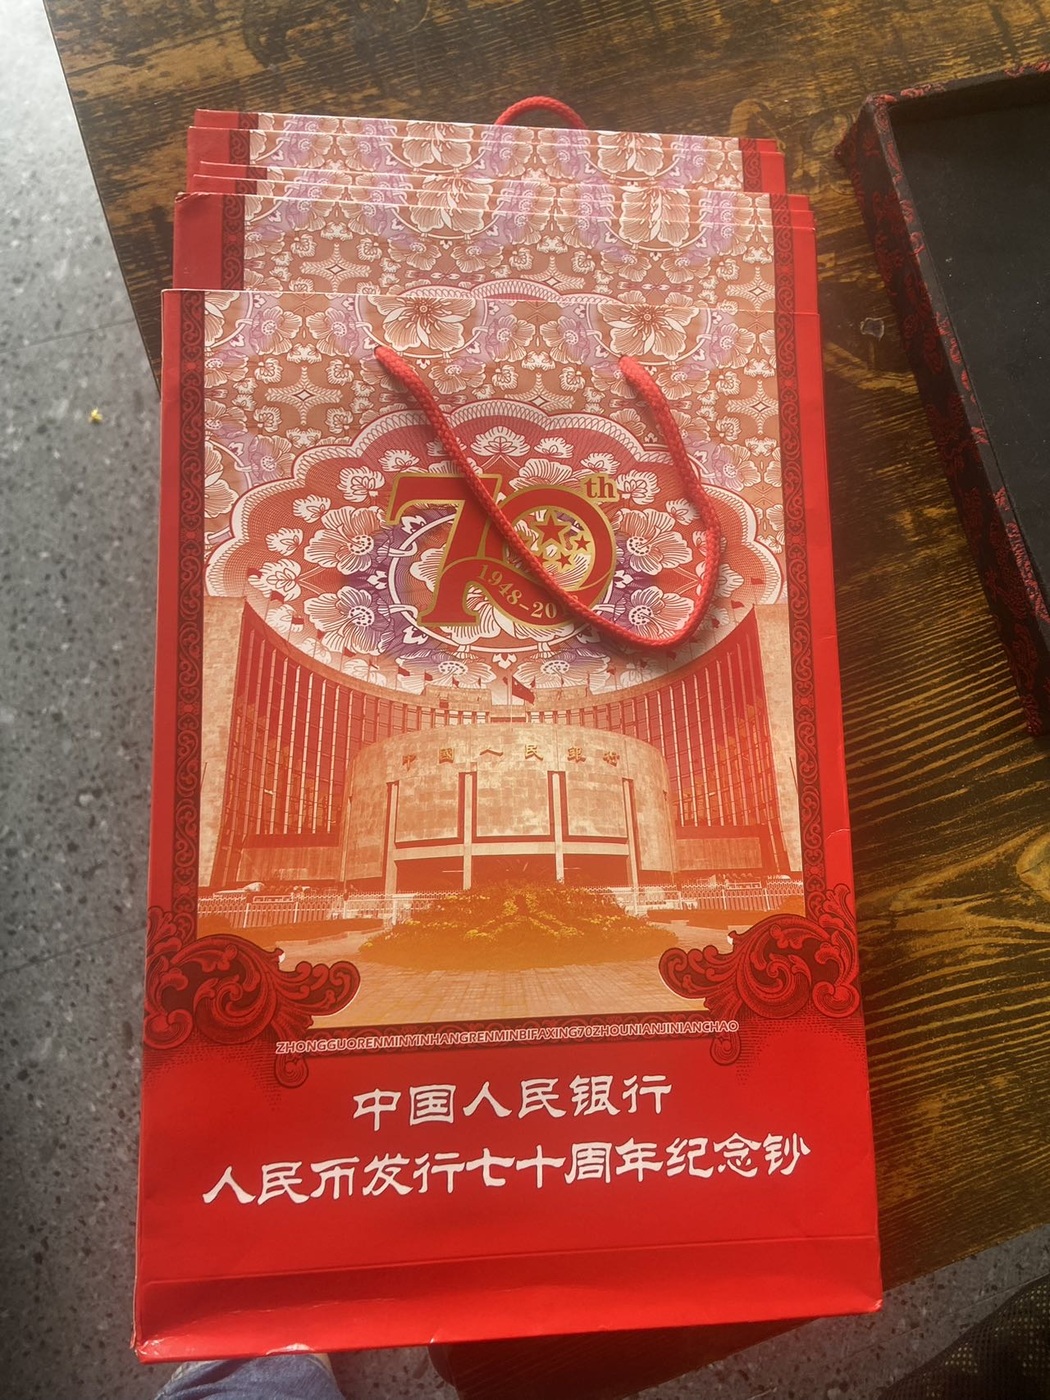 70th
1948-20
中国人民银行
ZHONGGUORENMINYINHANGRENMINBIFAXING70ZHOUNIANJINIANCHAO
中国人民银行
人民币发行七十周年纪念钞